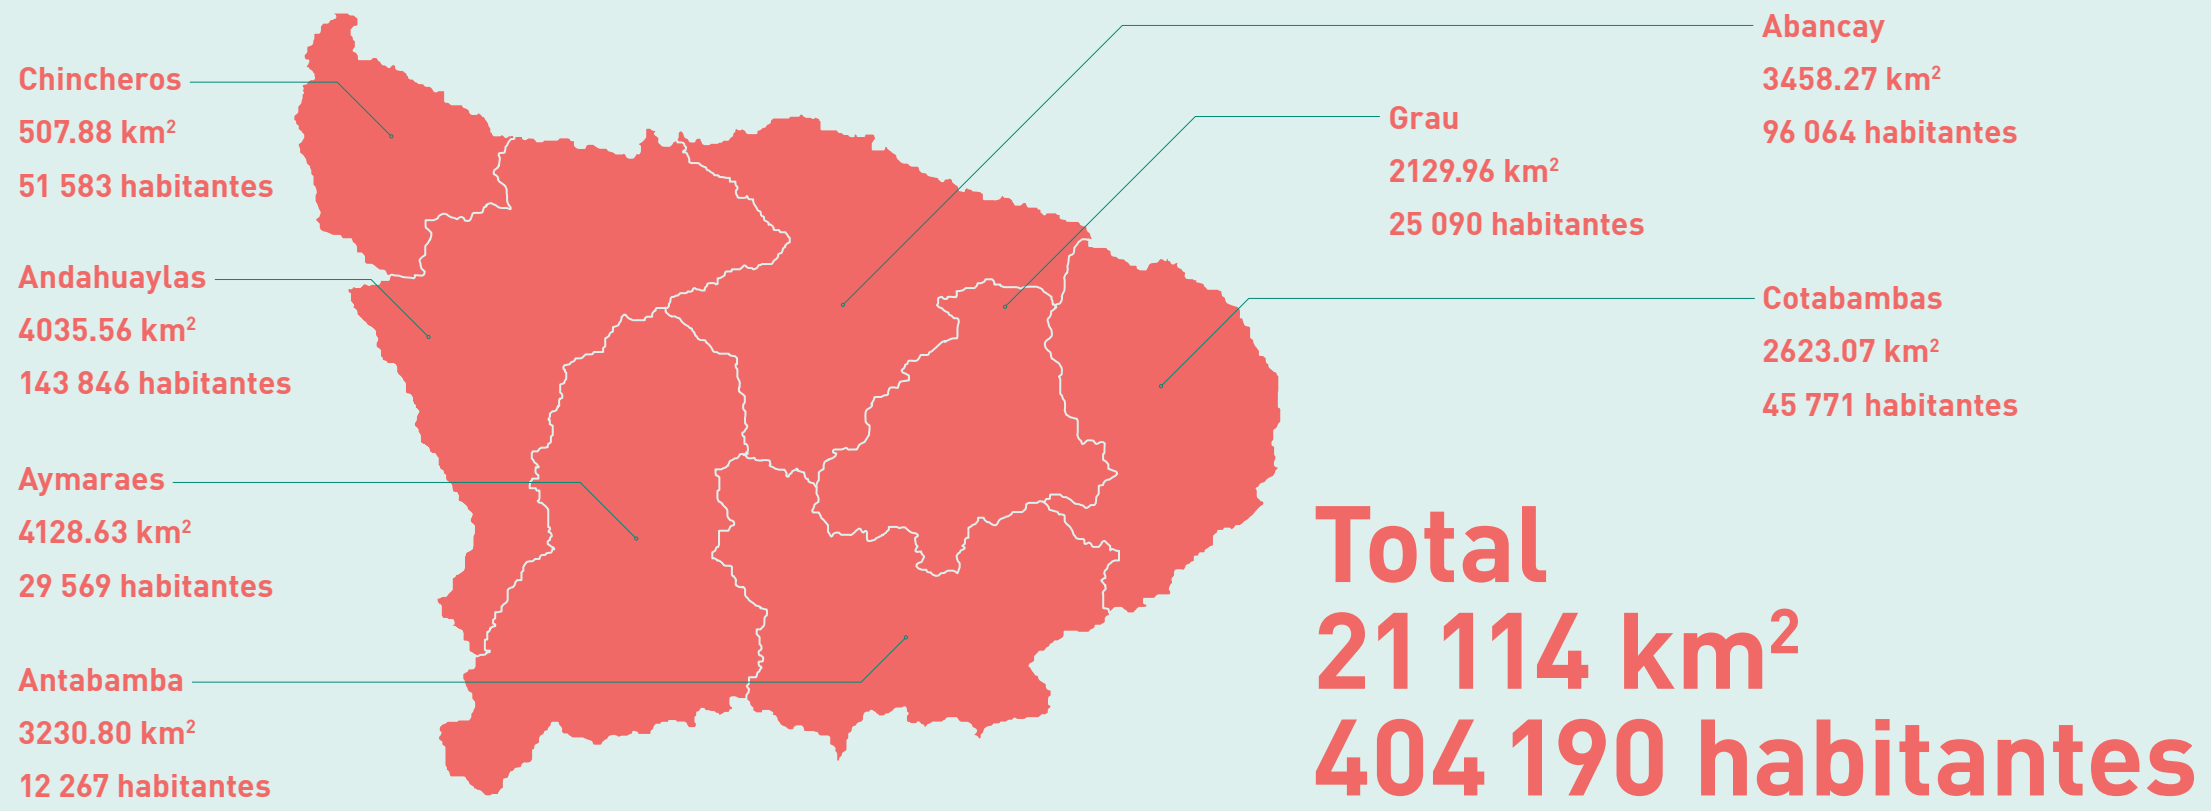 Chincheros
507.88 km²
51 583 habitantes
Andahuaylas
4035.56 km²
143 846 habitantes
Aymaraes
4128.63 km²
29 569 habitantes
Antabamba
3230.80 km²
12 267 habitantes
Abancay
3458.27 km²
96 064 habitantes
Grau
2129.96 km²
25 090 habitantes
Cotabambas
2623.07 km²
45 771 habitantes
Total
21 114 km²
404 190 habitantes